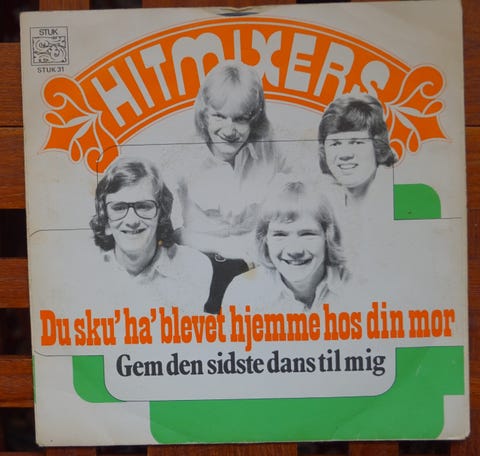 STUK
STUK 31
HITMIXERS
Du sku' ha' blevet hjemme hos din mor
Gem den sidste dans til mig